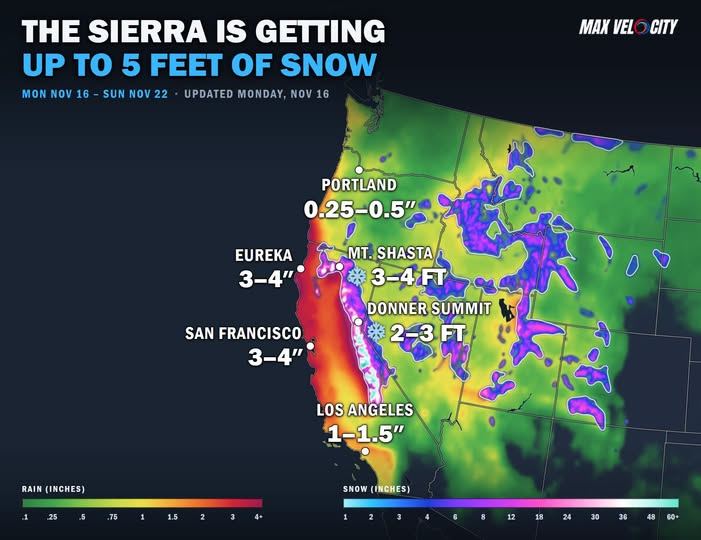 THE SIERRA IS GETTING
UP TO 5 FEET OF SNOW
MON NOV 16 – SUN NOV 22 · UPDATED MONDAY, NOV 16
MAX VELOCITY
PORTLAND
0.25–0.5"
EUREKA
3–4"
MT. SHASTA
3–4 FT
DONNER SUMMIT
2–3 FT
SAN FRANCISCO
3–4"
LOS ANGELES
1–1.5"
RAIN (INCHES)
.1 .25 .5 .75 1 1.5 2 3 4+
SNOW (INCHES)
1 2 3 4 6 8 12 18 24 30 36 48 60+